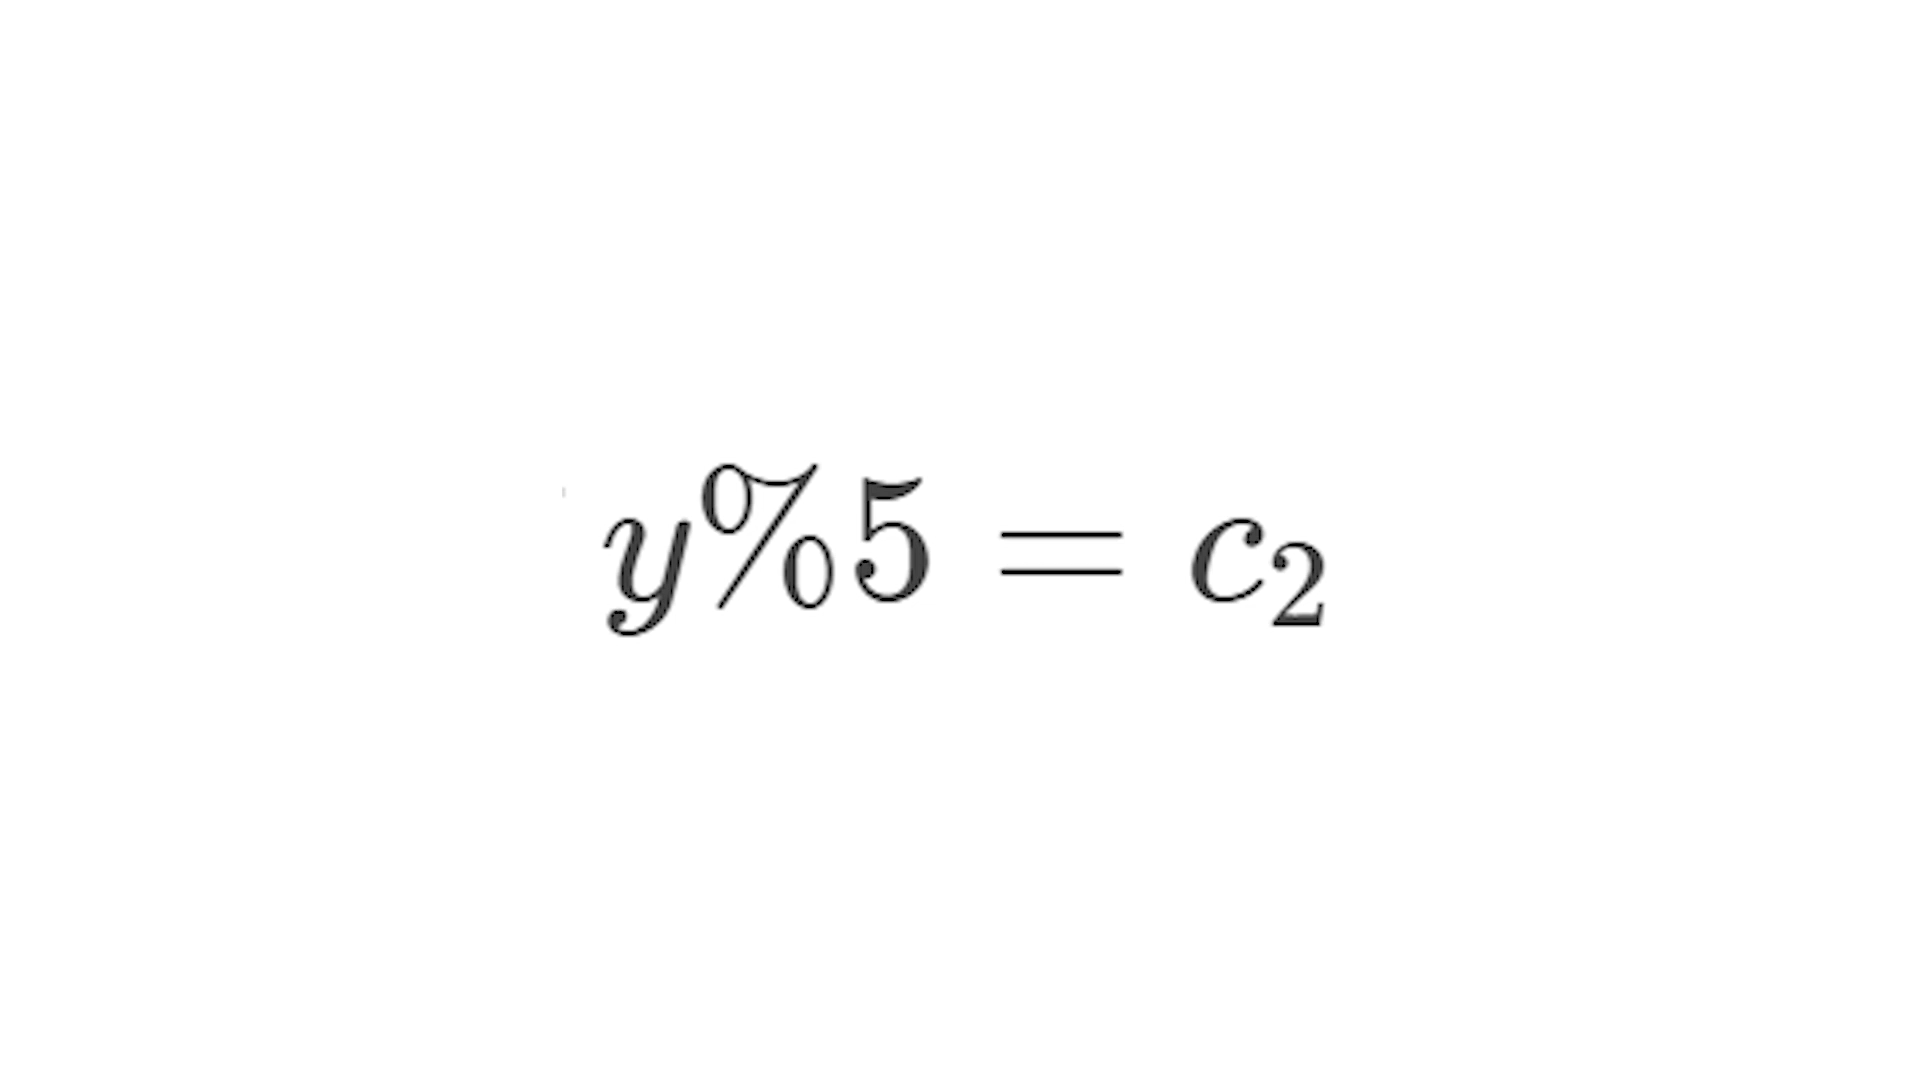 y%5 = c₂